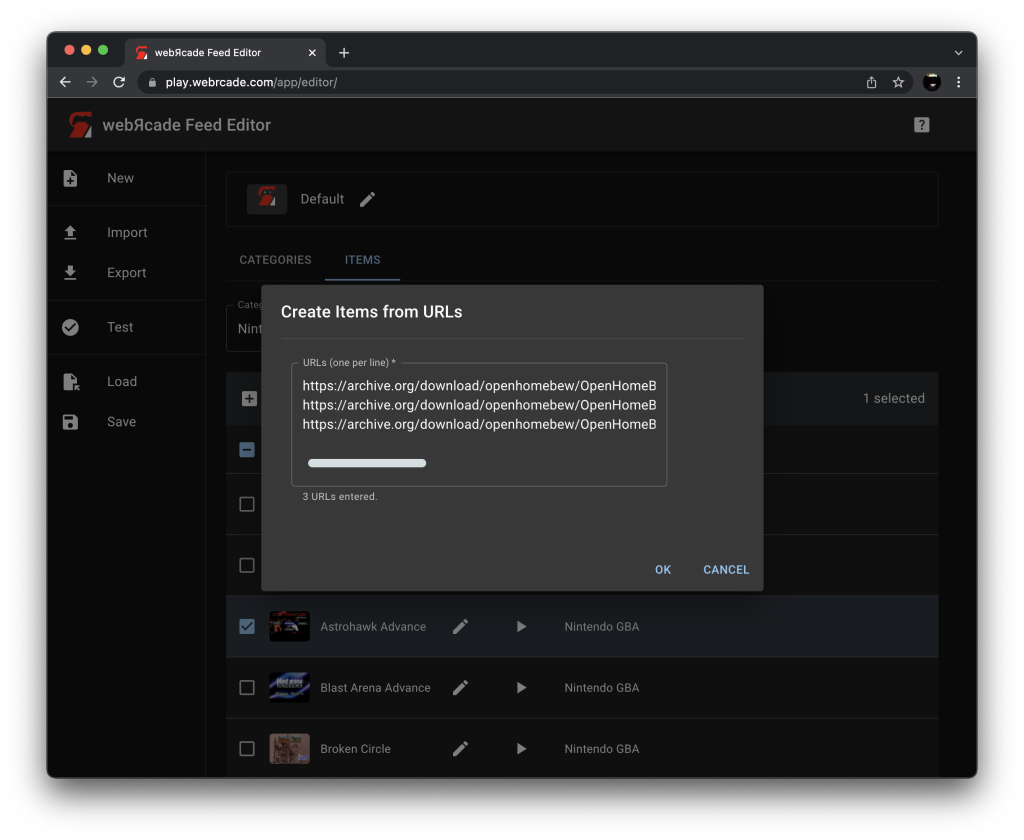 webЯcade Feed Editor
play.webrcade.com/app/editor/
webЯcade Feed Editor
?
New
Import
Export
Test
Load
Save
Default
CATEGORIES ITEMS
Create Items from URLs
URLs (one per line) *
https://archive.org/download/openhomebew/OpenHomeB
https://archive.org/download/openhomebew/OpenHomeB
https://archive.org/download/openhomebew/OpenHomeB
3 URLs entered.
OK CANCEL
1 selected
Astrohawk Advance Nintendo GBA
Blast Arena Advance Nintendo GBA
Broken Circle Nintendo GBA